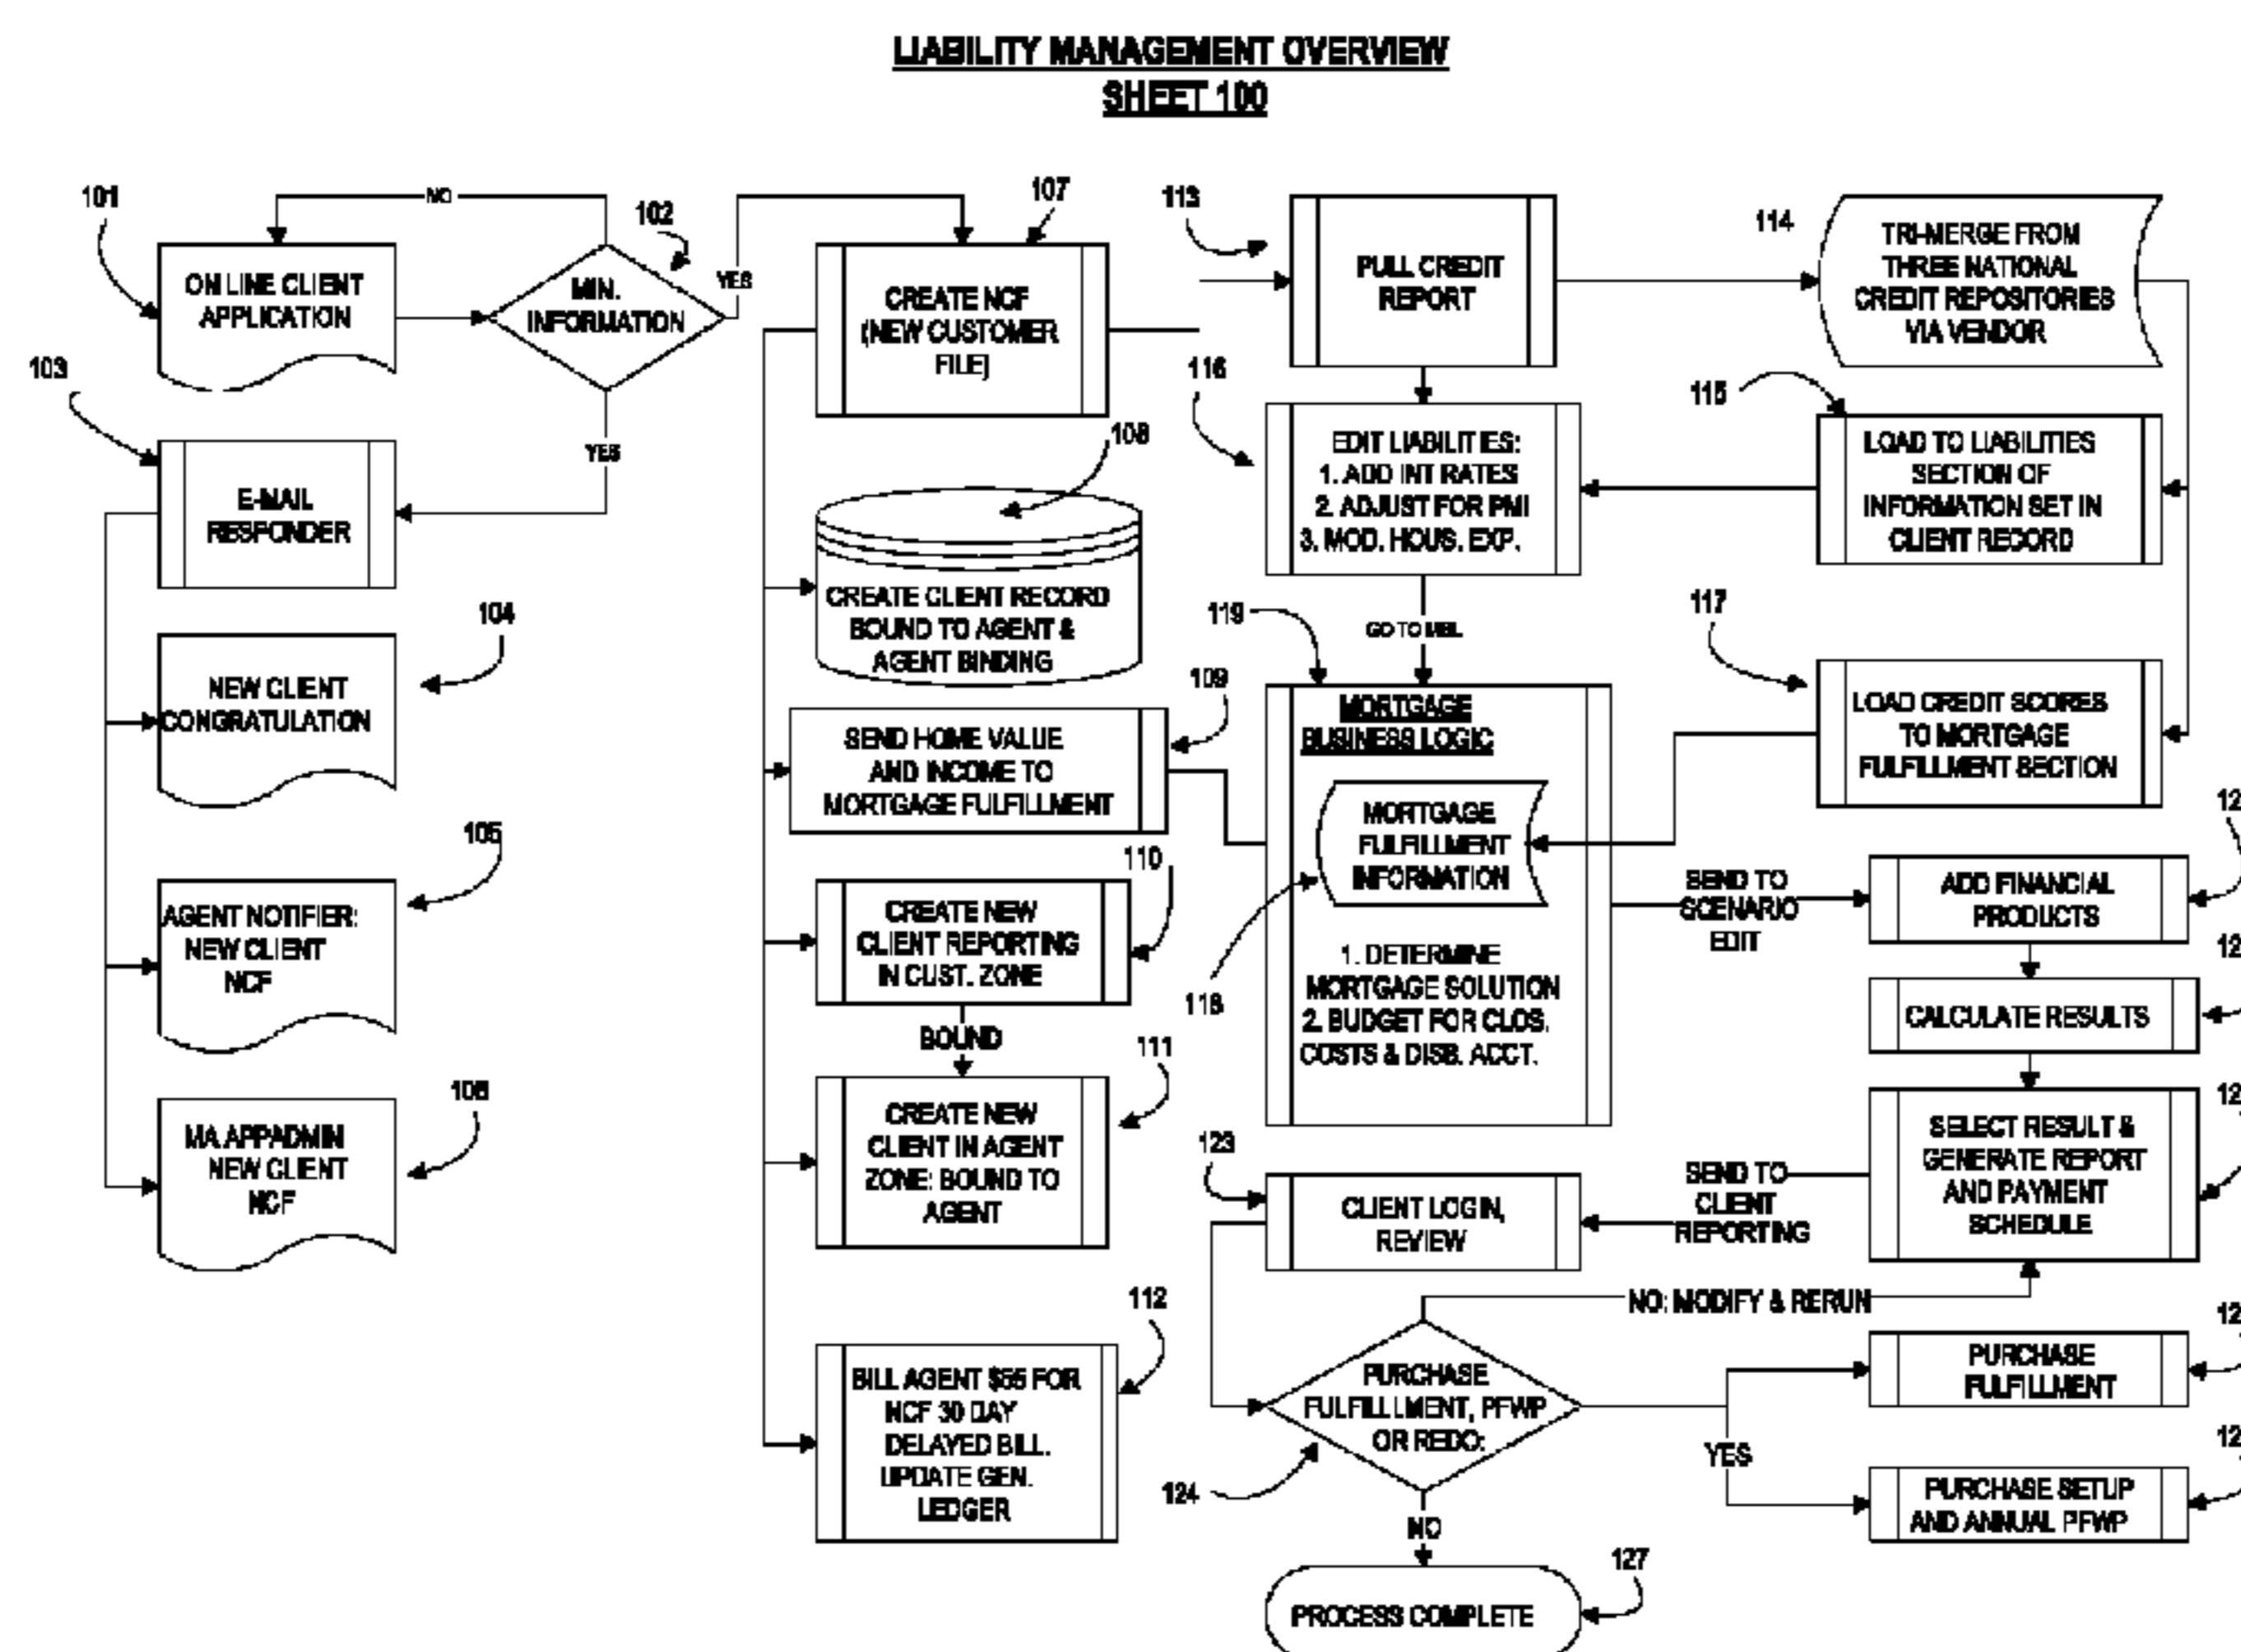 LIABILITY MANAGEMENT OVERVIEW
SHEET 100
101
NO
102
ON LINE CLIENT
APPLICATION
MIN.
INFORMATION
YES
YES
103
E-MAIL
RESPONDER
104
NEW CLIENT
CONGRATULATION
105
AGENT NOTIFIER:
NEW CLIENT
NCF
106
MA APPADMIN
NEW CLIENT
NCF
107
CREATE NCF
(NEW CUSTOMER
FILE)
108
CREATE CLIENT RECORD
BOUND TO AGENT &
AGENT BINDING
109
SEND HOME VALUE
AND INCOME TO
MORTGAGE FULFILLMENT
110
CREATE NEW
CLIENT REPORTING
IN CUST. ZONE
BOUND
111
CREATE NEW
CLIENT IN AGENT
ZONE: BOUND TO
AGENT
112
BILL AGENT $55 FOR
NCF 30 DAY
DELAYED BILL.
UPDATE GEN.
LEDGER
113
PULL CREDIT
REPORT
114
TRI-MERGE FROM
THREE NATIONAL
CREDIT REPOSITORIES
VIA VENDOR
115
LOAD TO LIABILITIES
SECTION OF
INFORMATION SET IN
CLIENT RECORD
116
EDIT LIABILITIES:
1. ADD INT RATES
2. ADJUST FOR PMI
3. MOD. HOUS. EXP.
GO TO MBL
117
LOAD CREDIT SCORES
TO MORTGAGE
FULFILLMENT SECTION
119
MORTGAGE
BUSINESS LOGIC
MORTGAGE
FULFILLMENT
INFORMATION
118
1. DETERMINE
MORTGAGE SOLUTION
2. BUDGET FOR CLOS.
COSTS & DISB. ACCT.
SEND TO
SCENARIO
EDIT
12
ADD FINANCIAL
PRODUCTS
12
CALCULATE RESULTS
12
SELECT RESULT &
GENERATE REPORT
AND PAYMENT
SCHEDULE
SEND TO
CLIENT
REPORTING
123
CLIENT LOGIN,
REVIEW
NO: MODIFY & RERUN
124
PURCHASE
FULFILLLMENT, PFWP
OR REDO:
YES
12
PURCHASE
FULFILLMENT
12
PURCHASE SETUP
AND ANNUAL PFWP
NO
127
PROCESS COMPLETE